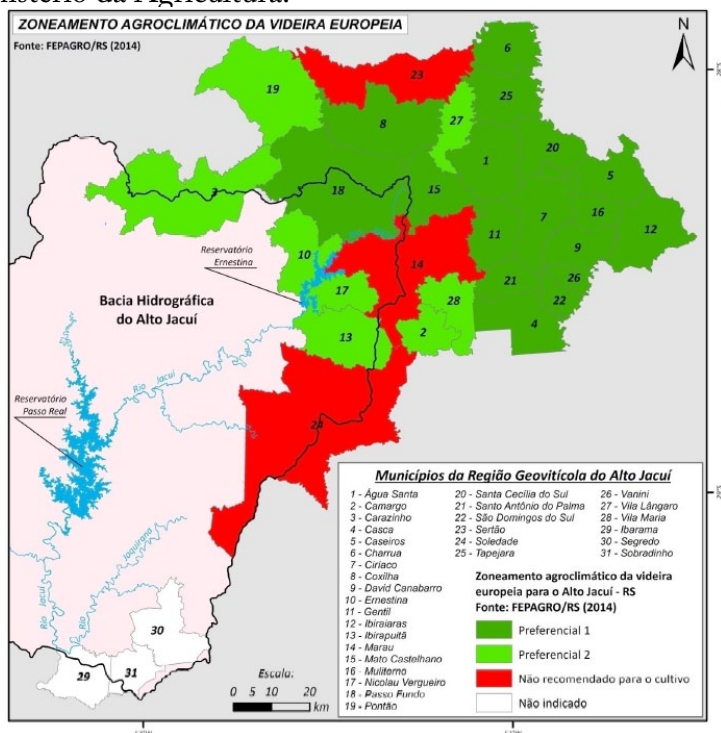 nistério da Agricultura.
ZONEAMENTO AGROCLIMÁTICO DA VIDEIRA EUROPEIA
Fonte: FEPAGRO/RS (2014)
N
6
23
19
25
27
8
20
1
5
3
18
15
16
7
12
11
9
10
14
Reservatório
Ernestina
26
21
17
28
22
Bacia Hidrográfica
do Alto Jacuí
2
4
13
Rio Jacuí
Reservatório
Passo Real
24
Jaquirana
Rio
Rio Jacuí
30
29
31
Escala:
0 5 10 20
km
Municípios da Região Geovitícola do Alto Jacuí
1 - Água Santa
2 - Camargo
3 - Carazinho
4 - Casca
5 - Caseiros
6 - Charrua
7 - Ciríaco
8 - Coxilha
9 - David Canabarro
10 - Ernestina
11 - Gentil
12 - Ibiraiaras
13 - Ibirapuitã
14 - Marau
15 - Mato Castelhano
16 - Muliterno
17 - Nicolau Vergueiro
18 - Passo Fundo
19 - Pontão
20 - Santa Cecília do Sul
21 - Santo Antônio do Palma
22 - São Domingos do Sul
23 - Sertão
24 - Soledade
25 - Tapejara
26 - Vanini
27 - Vila Lângaro
28 - Vila Maria
29 - Ibarama
30 - Segredo
31 - Sobradinho
Zoneamento agroclimático da videira
europeia para o Alto Jacuí - RS
Fonte: FEPAGRO/RS (2014)
Preferencial 1
Preferencial 2
Não recomendado para o cultivo
Não indicado